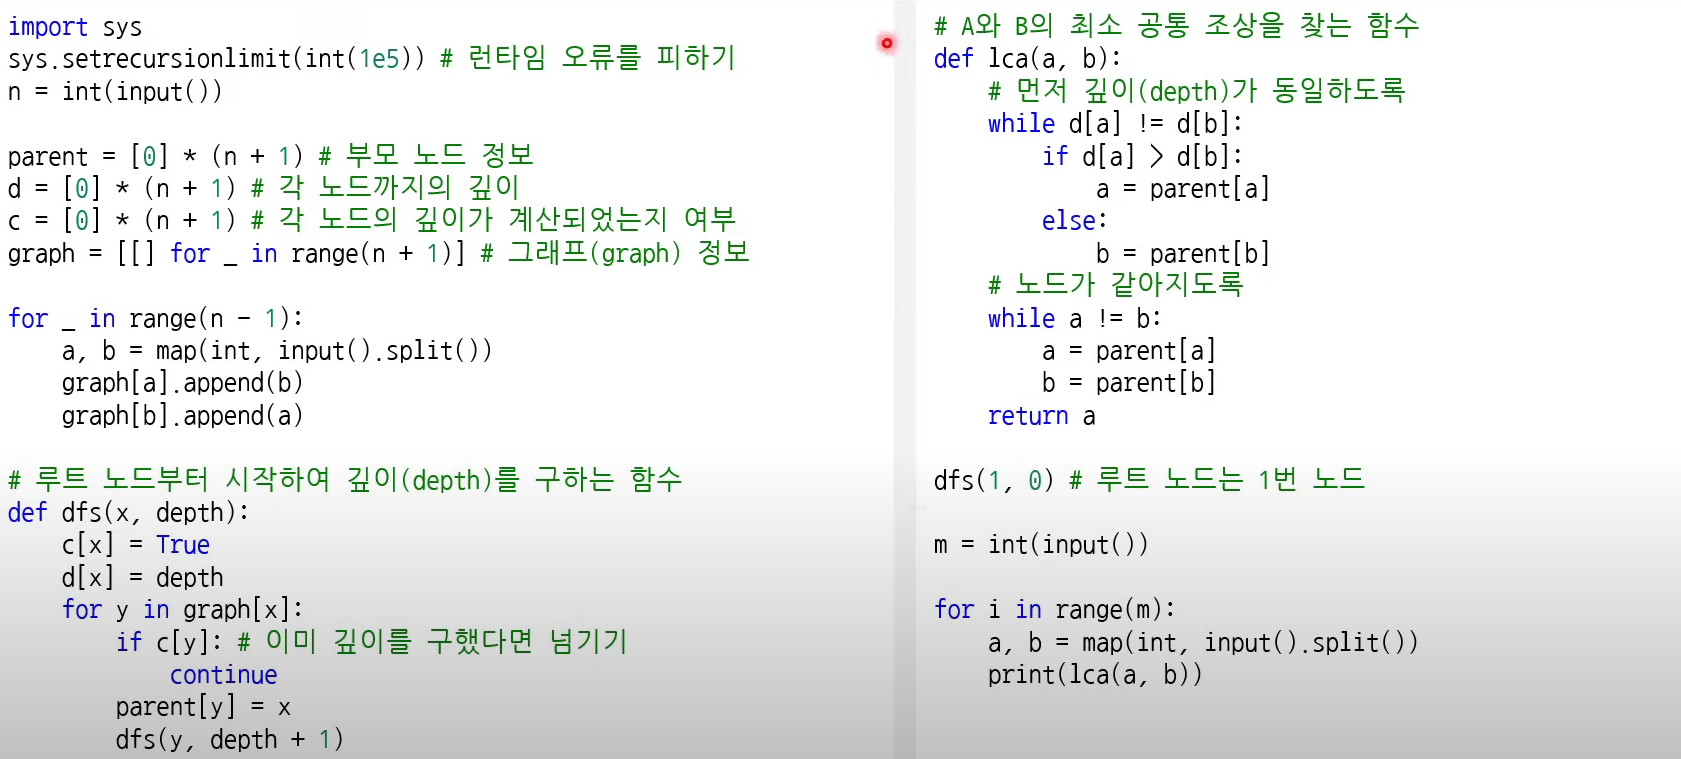 import sys
sys.setrecursionlimit(int(1e5)) # 런타임 오류를 피하기
n = int(input())
parent = [0] * (n + 1) # 부모 노드 정보
d = [0] * (n + 1) # 각 노드까지의 깊이
c = [0] * (n + 1) # 각 노드의 깊이가 계산되었는지 여부
graph = [[] for _ in range(n + 1)] # 그래프(graph) 정보
for _ in range(n - 1):
    a, b = map(int, input().split())
    graph[a].append(b)
    graph[b].append(a)
# 루트 노드부터 시작하여 깊이(depth)를 구하는 함수
def dfs(x, depth):
    c[x] = True
    d[x] = depth
    for y in graph[x]:
        if c[y]: # 이미 깊이를 구했다면 넘기기
            continue
        parent[y] = x
        dfs(y, depth + 1)
# A와 B의 최소 공통 조상을 찾는 함수
def lca(a, b):
    # 먼저 깊이(depth)가 동일하도록
    while d[a] != d[b]:
        if d[a] > d[b]:
            a = parent[a]
        else:
            b = parent[b]
    # 노드가 같아지도록
    while a != b:
        a = parent[a]
        b = parent[b]
    return a
dfs(1, 0) # 루트 노드는 1번 노드
m = int(input())
for i in range(m):
    a, b = map(int, input().split())
    print(lca(a, b))